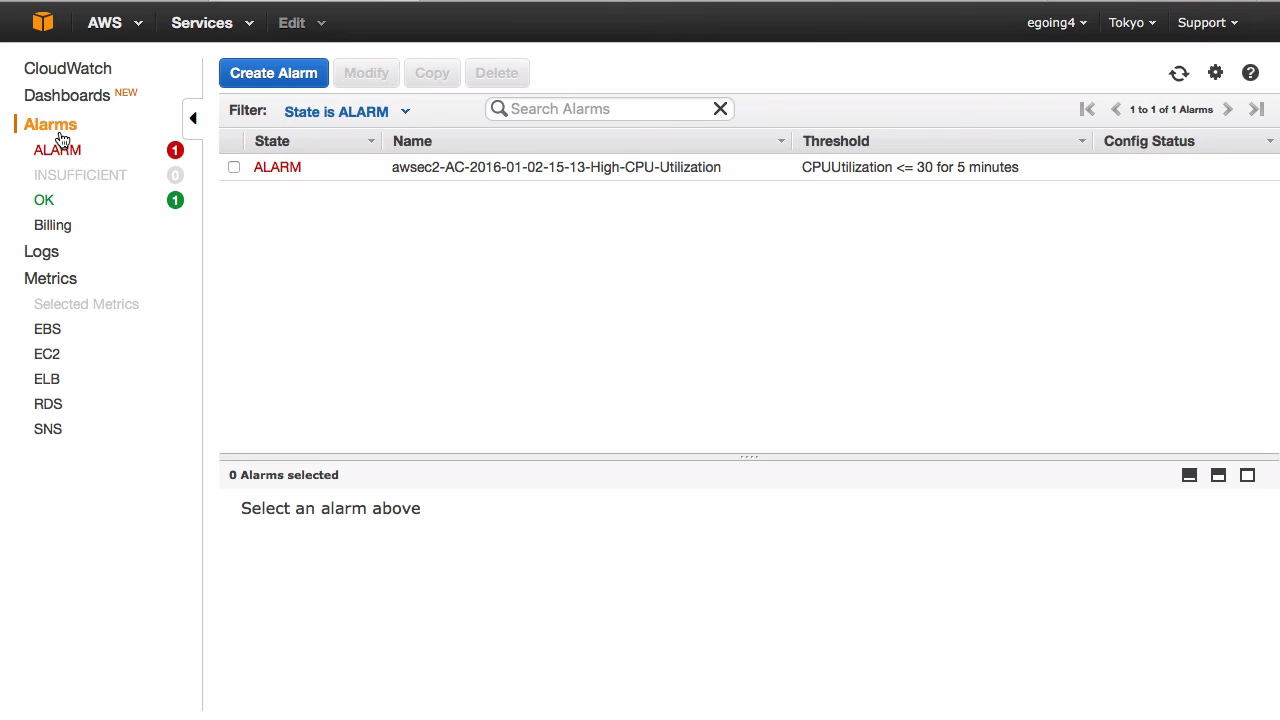 AWS Services Edit egoing4 Tokyo Support
CloudWatch
Dashboards NEW
Alarms
ALARM 1
INSUFFICIENT 0
OK 1
Billing
Logs
Metrics
Selected Metrics
EBS
EC2
ELB
RDS
SNS
Create Alarm Modify Copy Delete
Filter: State is ALARM Search Alarms 1 to 1 of 1 Alarms
State Name Threshold Config Status
ALARM awsec2-AC-2016-01-02-15-13-High-CPU-Utilization CPUUtilization <= 30 for 5 minutes
0 Alarms selected
Select an alarm above